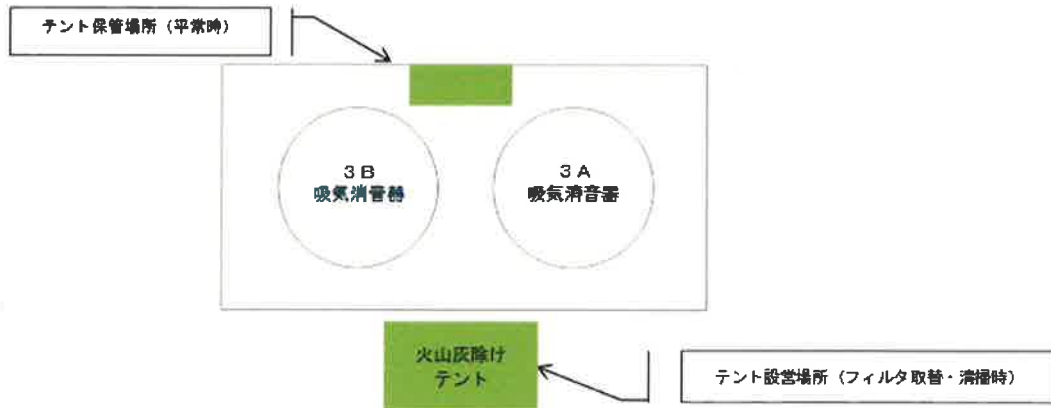 テント保管場所(平常時)
3B
吸気消音器
3A
吸気消音器
火山灰除け
テント
テント設営場所(フィルタ取替・清掃時)